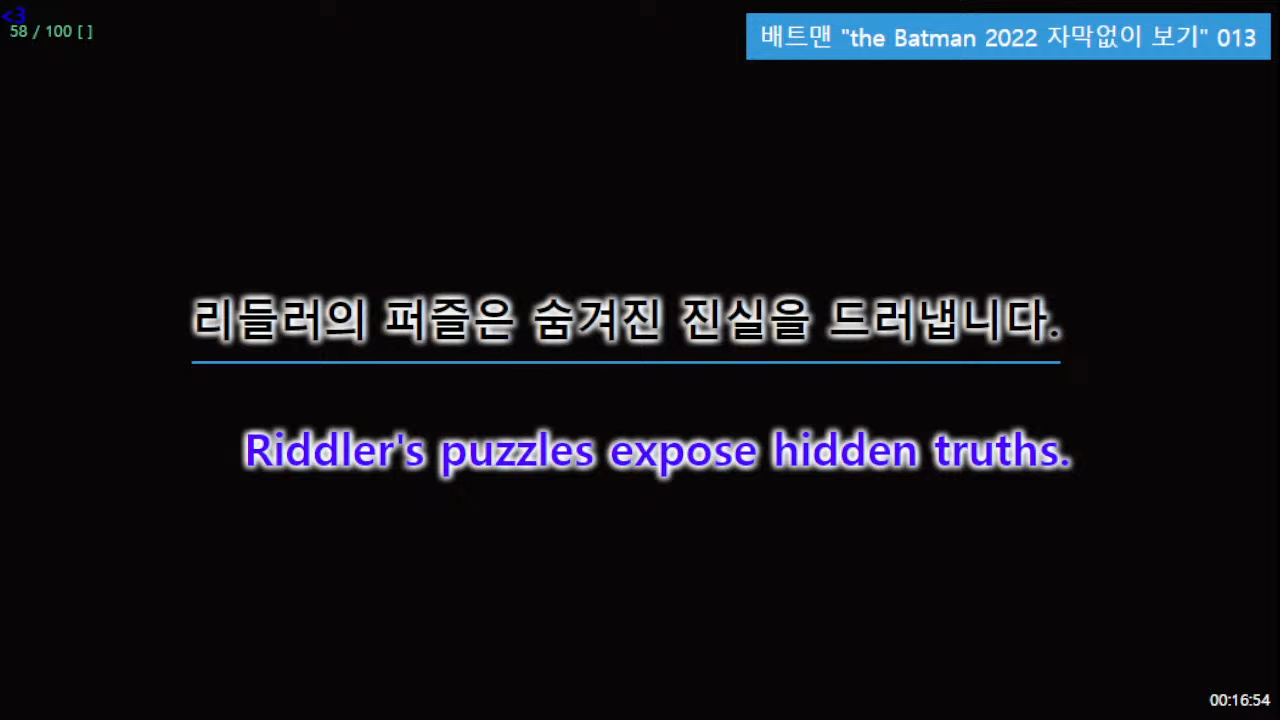 <3
58 / 100 [ ]
배트맨 "the Batman 2022 자막없이 보기" 013
리들러의 퍼즐은 숨겨진 진실을 드러냅니다.
Riddler's puzzles expose hidden truths.
00:16:54